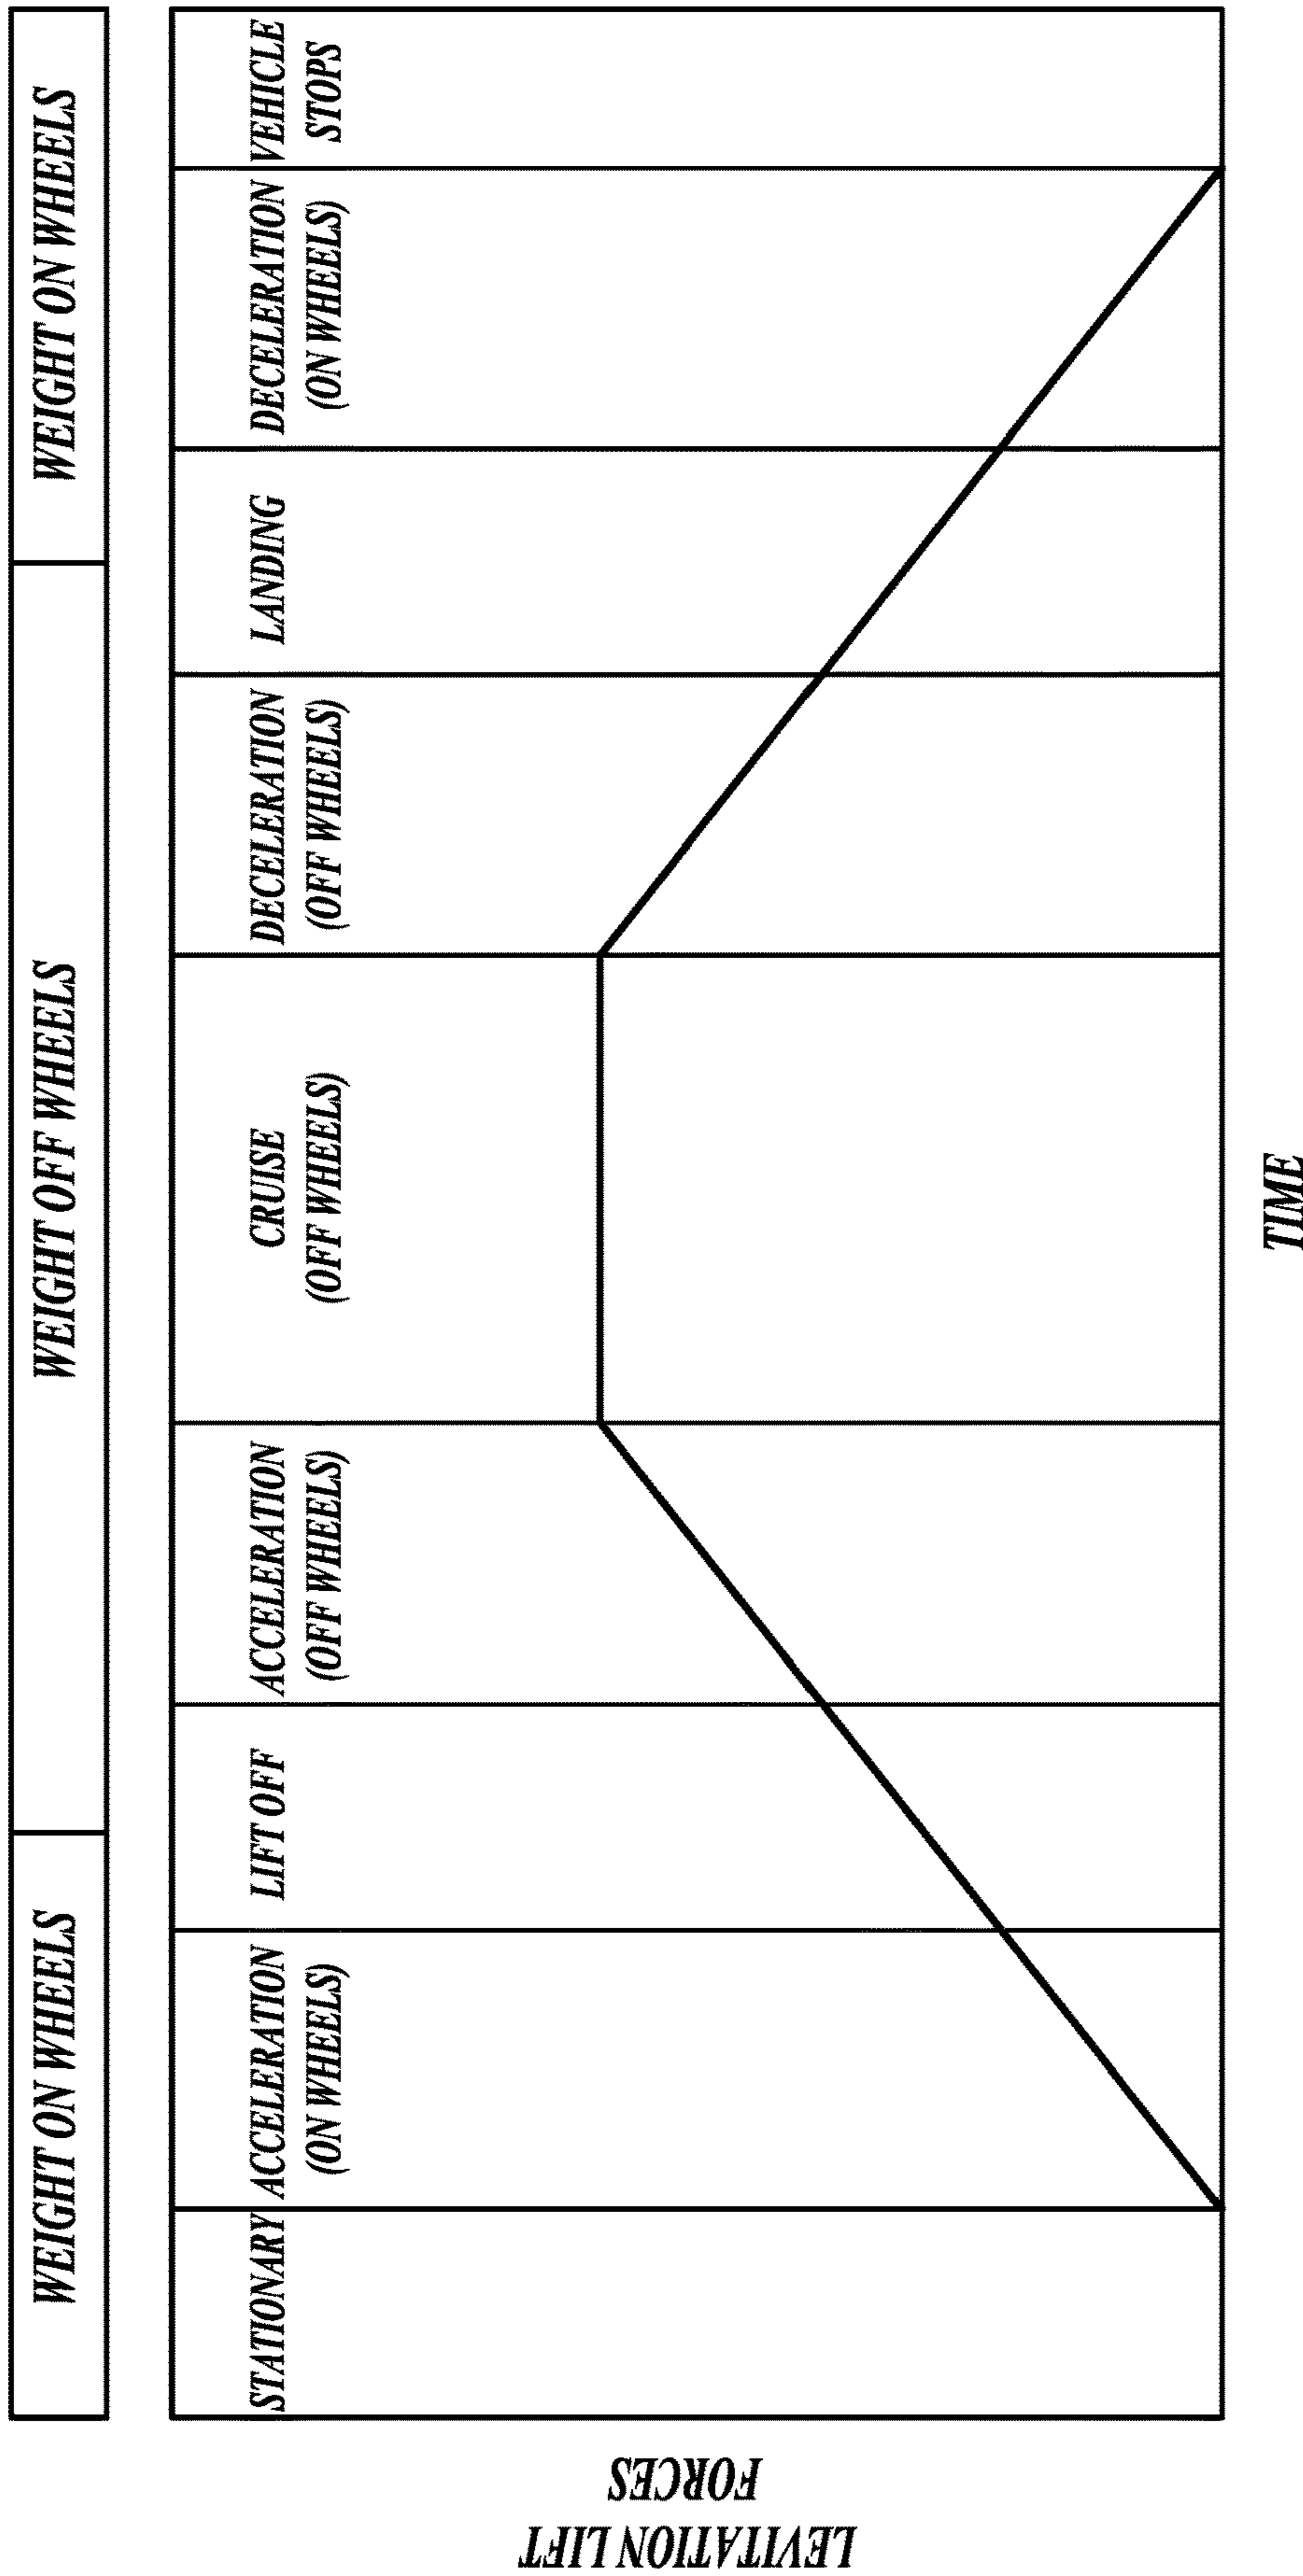 WEIGHT ON WHEELS
WEIGHT OFF WHEELS
WEIGHT ON WHEELS
STATIONARY
ACCELERATION
(ON WHEELS)
LIFT OFF
ACCELERATION
(OFF WHEELS)
CRUISE
(OFF WHEELS)
DECELERATION
(OFF WHEELS)
LANDING
DECELERATION
(ON WHEELS)
VEHICLE
STOPS
LEVITATION LIFT
FORCES
TIME